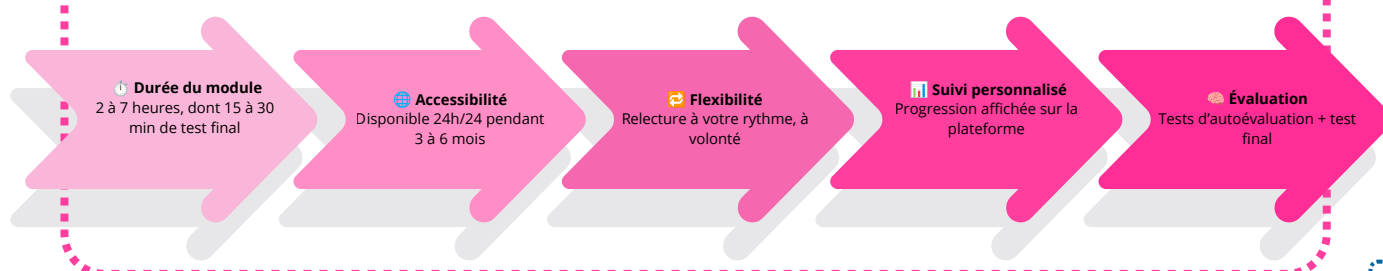 ⏱️ Durée du module
2 à 7 heures, dont 15 à 30
min de test final
🌐 Accessibilité
Disponible 24h/24 pendant
3 à 6 mois
🔁 Flexibilité
Relecture à votre rythme, à
volonté
📊 Suivi personnalisé
Progression affichée sur la
plateforme
🧠 Évaluation
Tests d’autoévaluation + test
final